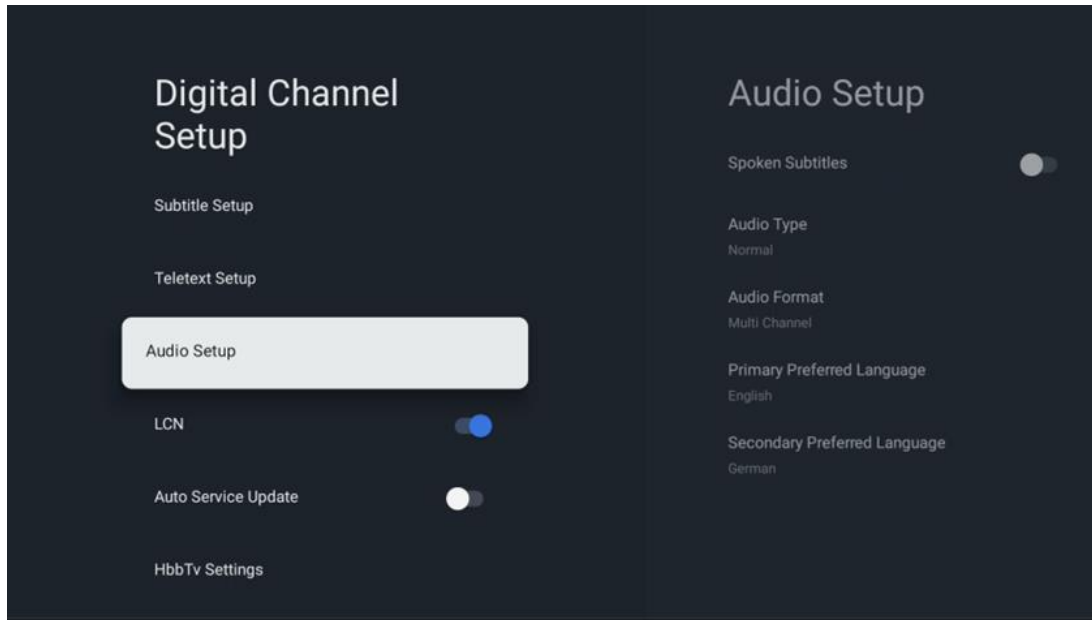 Digital Channel
Setup
Subtitle Setup
Teletext Setup
Audio Setup
LCN
Auto Service Update
HbbTv Settings
Audio Setup
Spoken Subtitles
Audio Type
Normal
Audio Format
Multi Channel
Primary Preferred Language
English
Secondary Preferred Language
German